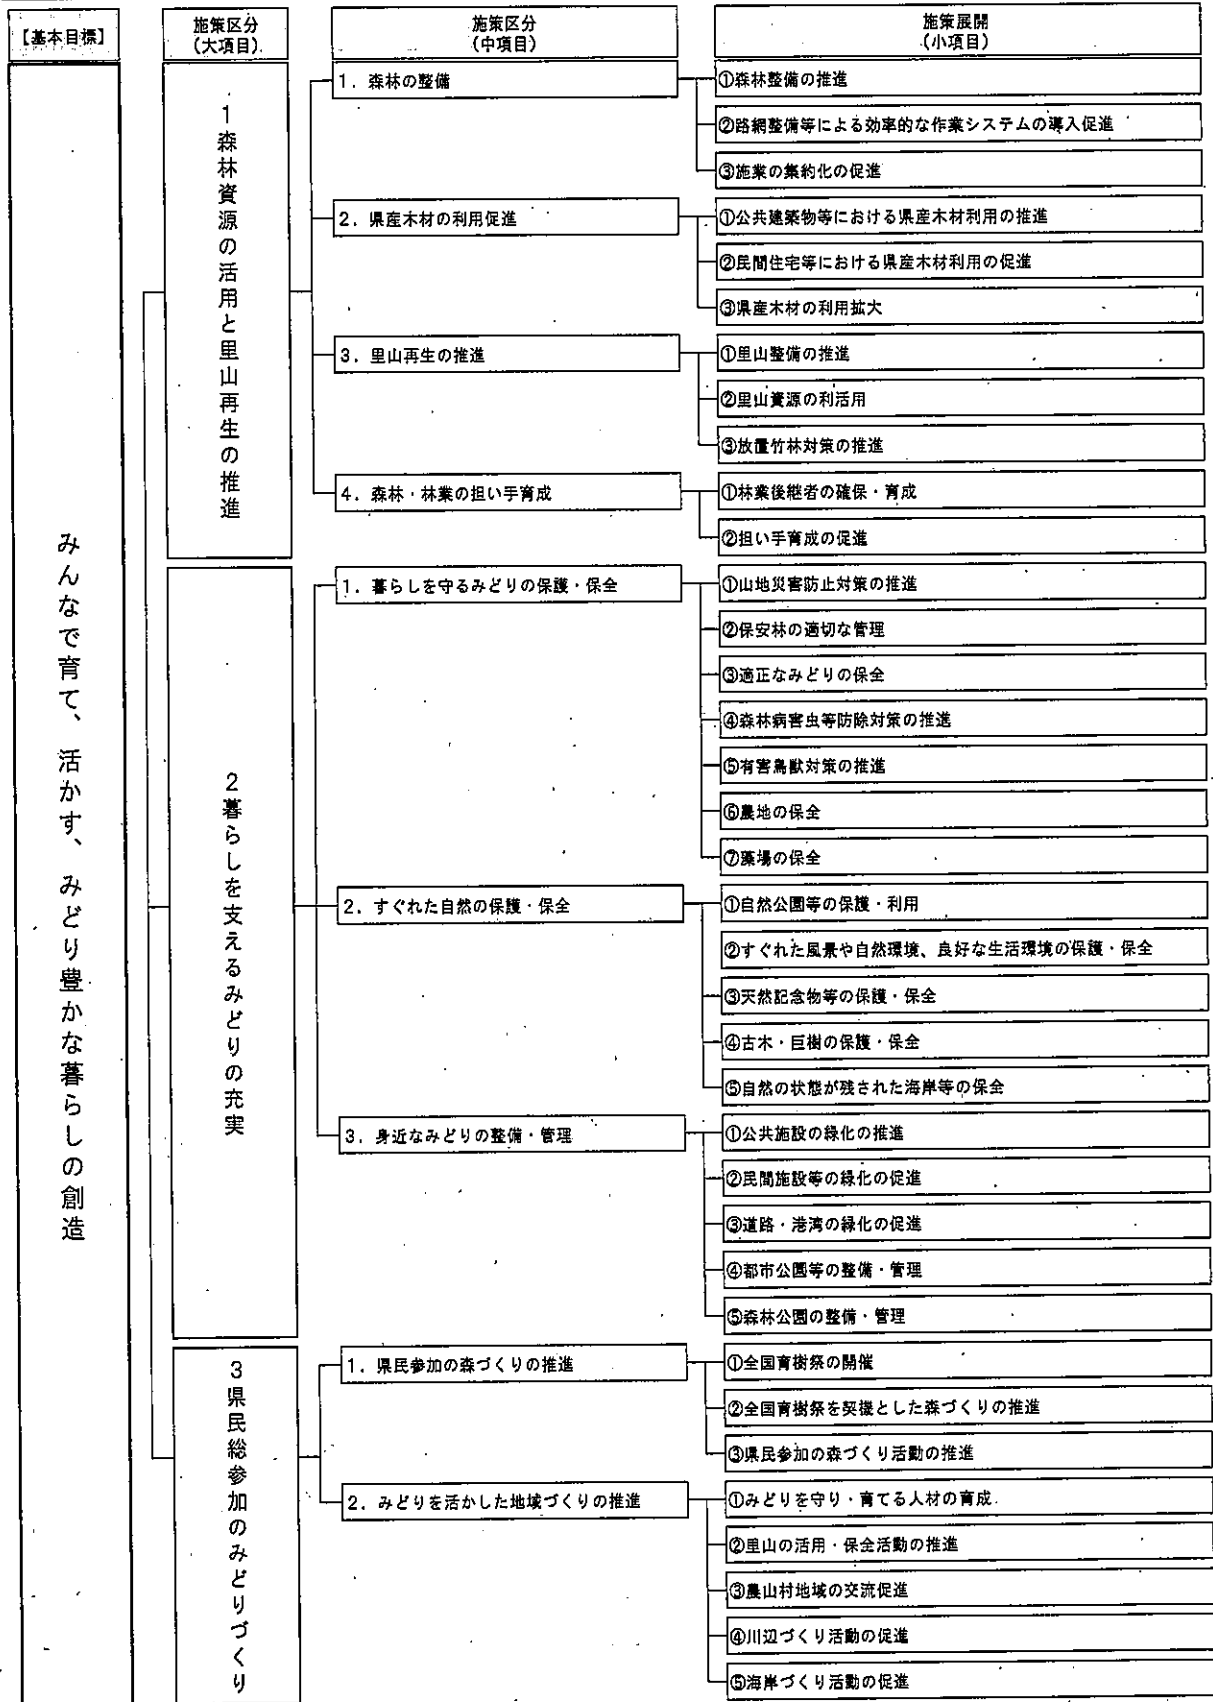 【基本目標】
施策区分
(大項目)
施策区分
(中項目)
施策展開
(小項目)
みんなで育て、活かす、みどり豊かな暮らしの創造
1森林資源の活用と里山再生の推進
1．森林の整備
①森林整備の推進
②路網整備等による効率的な作業システムの導入促進
③施業の集約化の促進
2．県産木材の利用促進
①公共建築物等における県産木材利用の推進
②民間住宅等における県産木材利用の促進
③県産木材の利用拡大
3．里山再生の推進
①里山整備の推進
②里山資源の利活用
③放置竹林対策の推進
4．森林・林業の担い手育成
①林業後継者の確保・育成
②担い手育成の促進
2暮らしを支えるみどりの充実
1．暮らしを守るみどりの保護・保全
①山地災害防止対策の推進
②保安林の適切な管理
③適正なみどりの保全
④森林病害虫等防除対策の推進
⑤有害鳥獣対策の推進
⑥農地の保全
⑦藻場の保全
2．すぐれた自然の保護・保全
①自然公園等の保護・利用
②すぐれた風景や自然環境、良好な生活環境の保護・保全
③天然記念物等の保護・保全
④古木・巨樹の保護・保全
⑤自然の状態が残された海岸等の保全
3．身近なみどりの整備・管理
①公共施設の緑化の推進
②民間施設等の緑化の促進
③道路・港湾の緑化の促進
④都市公園等の整備・管理
⑤森林公園の整備・管理
3県民総参加のみどりづくり
1．県民参加の森づくりの推進
①全国育樹祭の開催
②全国育樹祭を契機とした森づくりの推進
③県民参加の森づくり活動の推進
2．みどりを活かした地域づくりの推進
①みどりを守り・育てる人材の育成
②里山の活用・保全活動の推進
③農山村地域の交流促進
④川辺づくり活動の促進
⑤海岸づくり活動の促進